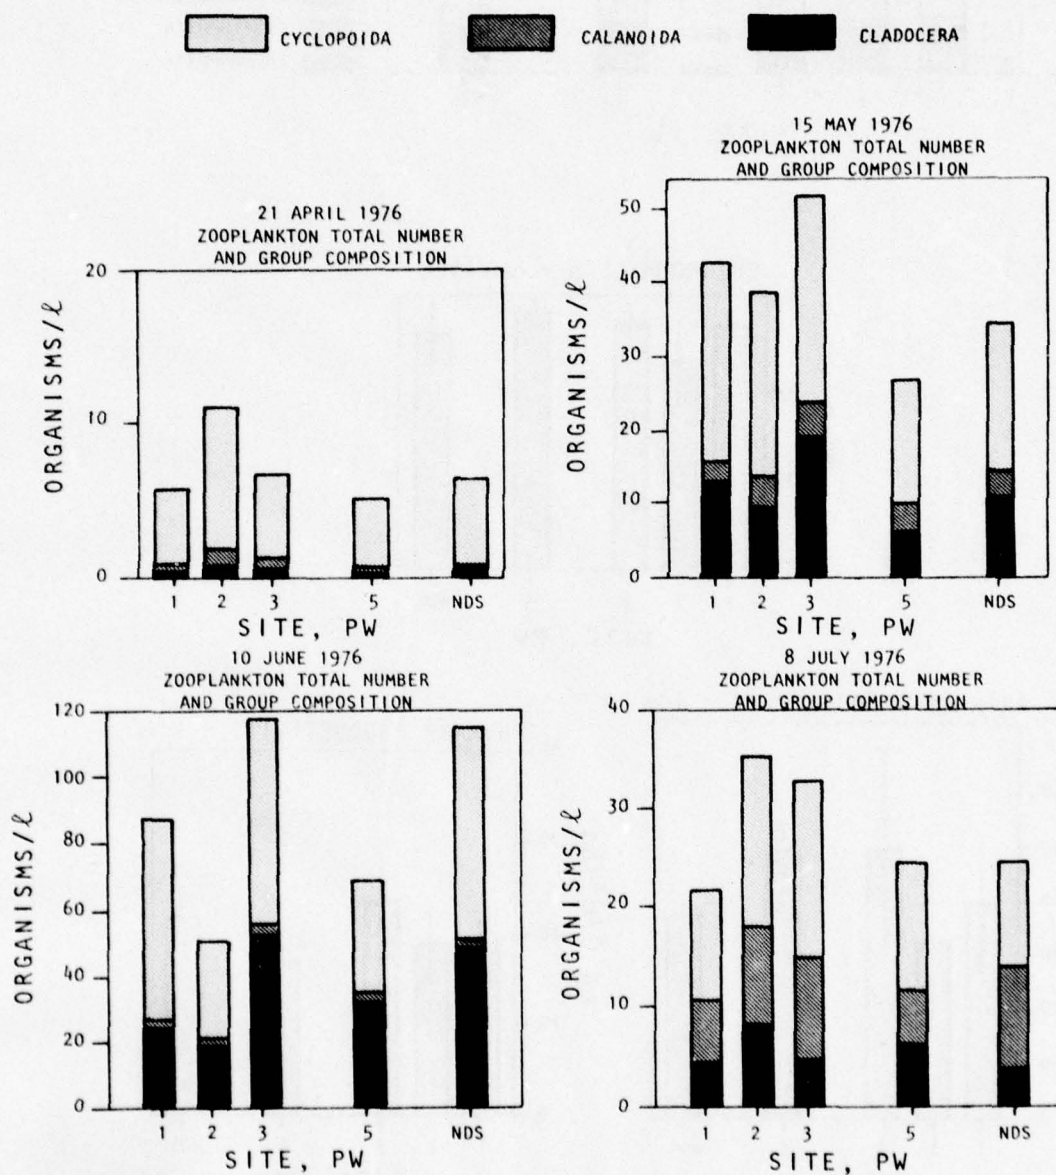 CYCLOPOIDA CALANOIDA CLADOCERA
21 APRIL 1976
ZOOPLANKTON TOTAL NUMBER
AND GROUP COMPOSITION
ORGANISMS/ℓ
20
10
0
1 2 3 5 NDS
SITE, PW
15 MAY 1976
ZOOPLANKTON TOTAL NUMBER
AND GROUP COMPOSITION
ORGANISMS/ℓ
50
40
30
20
10
0
1 2 3 5 NDS
SITE, PW
10 JUNE 1976
ZOOPLANKTON TOTAL NUMBER
AND GROUP COMPOSITION
ORGANISMS/ℓ
120
100
80
60
40
20
0
1 2 3 5 NDS
SITE, PW
8 JULY 1976
ZOOPLANKTON TOTAL NUMBER
AND GROUP COMPOSITION
ORGANISMS/ℓ
40
30
20
10
0
1 2 3 5 NDS
SITE, PW